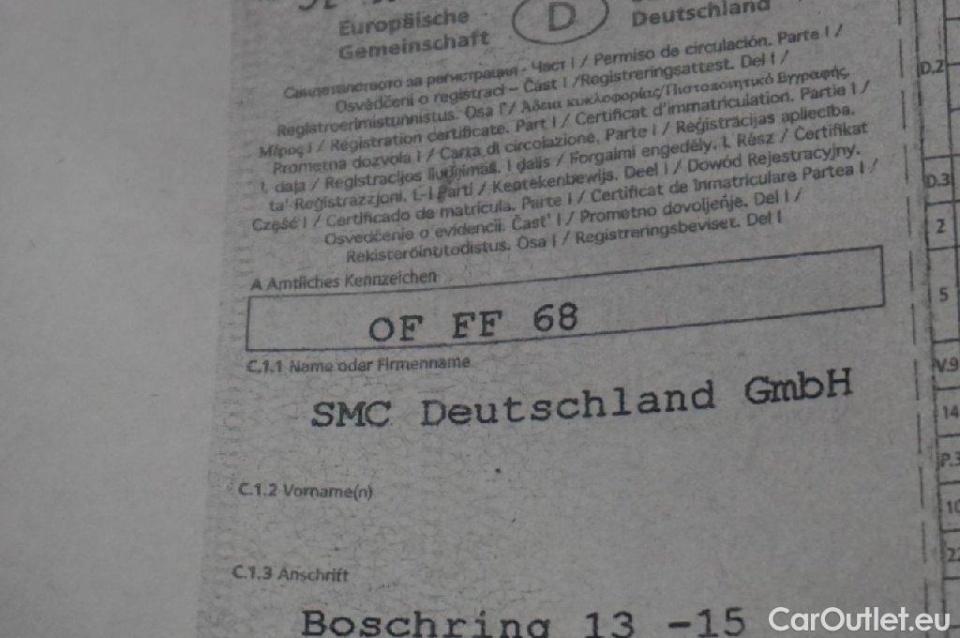 Europäische
Gemeinschaft
D
Deutschland
Свидетелството за регистрация - Част I / Permiso de circulación. Parte I /
Osvědčení o registraci – Část I / Registreringsattest. Del I /
Registreerimistunnistus. Osa I / Άδεια κυκλοφορίας/Πιστοποιητικό Εγγραφής.
Μέρος I / Registration certificate. Part I / Certificat d'immatriculation. Partie I /
Prometna dozvola I / Carta di circolazione. Parte I / Reģistrācijas apliecība.
I. daļa / Registracijos liudijimas. I dalis / Forgalmi engedély. I. Rész / Ċertifikat
ta' Reġistrazzjoni. L-I Parti / Kentekenbewijs. Deel I / Dowód Rejestracyjny.
Część I / Certificado de matrícula. Parte I / Certificat de înmatriculare Partea I /
Osvedčenie o evidencii. Časť I / Prometno dovoljenje. Del I /
Rekisteröintitodistus. Osa I / Registreringsbeviset. Del I
A Amtliches Kennzeichen
OF FF 68
C.1.1 Name oder Firmenname
SMC Deutschland GmbH
C.1.2 Vorname(n)
C.1.3 Anschrift
Boschring 13 -15
D.2
D.3
2
5
V.9
14
P.3
10
22
CarOutlet.eu